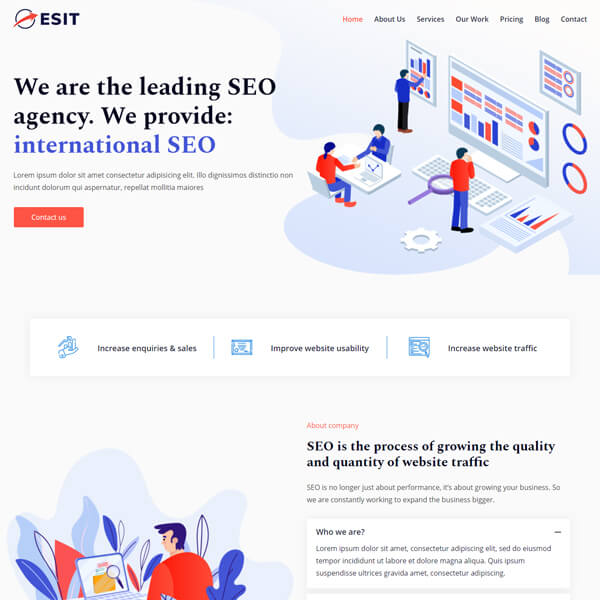 ESIT
Home About Us Services Our Work Pricing Blog Contact
We are the leading SEO
agency. We provide:
international SEO
Lorem ipsum dolor sit amet consectetur adipisicing elit. Illo dignissimos distinctio non
incidunt dolorum qui aspernatur, repellat mollitia maiores
Contact us
Increase enquiries & sales
Improve website usability
Increase website traffic
About company
SEO is the process of growing the quality
and quantity of website traffic
SEO is no longer just about performance, it's about growing your business. So
we are constantly working to expand the business bigger.
Who we are?
Lorem ipsum dolor sit amet, consectetur adipiscing elit, sed do eiusmod
tempor incididunt ut labore et dolore magna aliqua. Quis ipsum
suspendisse ultrices gravida amet, consectetur adipiscing elit.